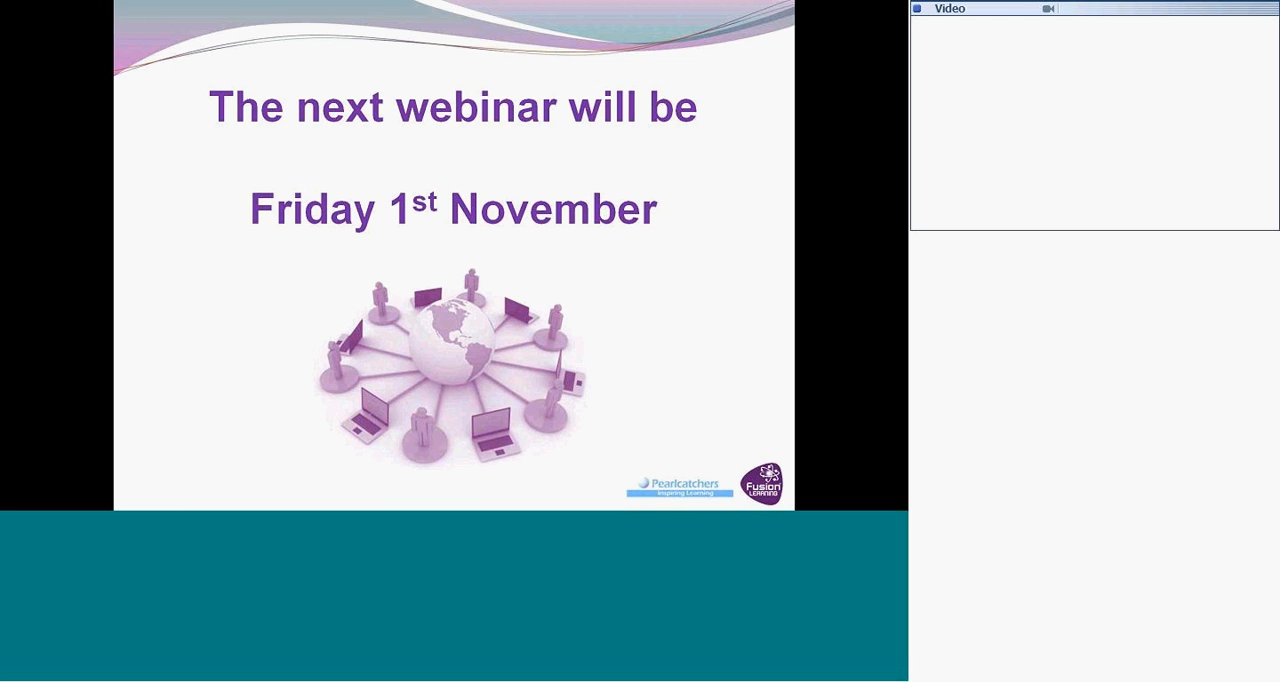 Video
The next webinar will be
Friday 1st November
Pearlcatchers
Inspiring Learning
Fusion
LEARNING